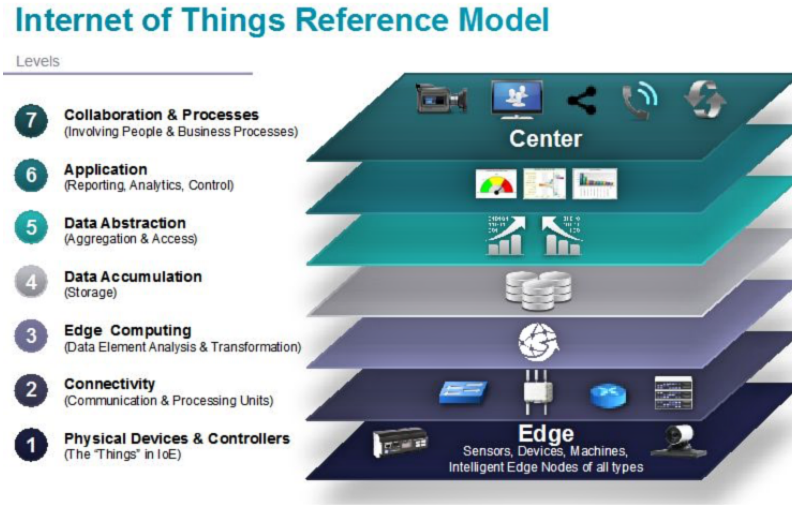 Internet of Things Reference Model
Levels
7
Collaboration & Processes
(Involving People & Business Processes)
6
Application
(Reporting, Analytics, Control)
5
Data Abstraction
(Aggregation & Access)
4
Data Accumulation
(Storage)
3
Edge Computing
(Data Element Analysis & Transformation)
2
Connectivity
(Communication & Processing Units)
1
Physical Devices & Controllers
(The "Things" in IoE)
Center
Edge
Sensors, Devices, Machines,
Intelligent Edge Nodes of all types